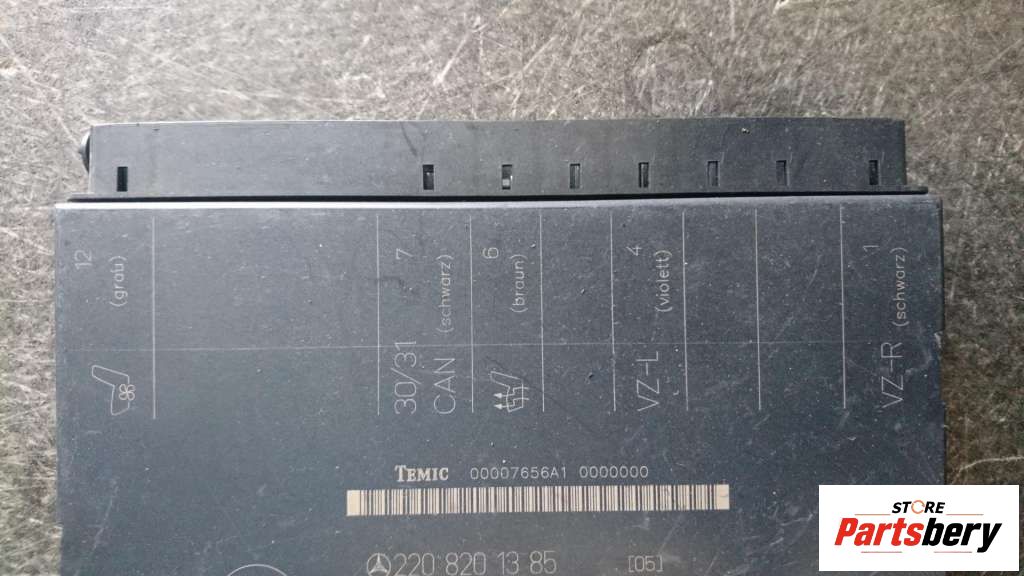 12
(grab)
7
(schwarz)
30/31
CAN
6
(braun)
4
(violett)
VZ-L
1
(schwarz)
VZ-R
TEMIC 00007656A1 0000000
220 820 13 85 [05]
STORE
Partsbery